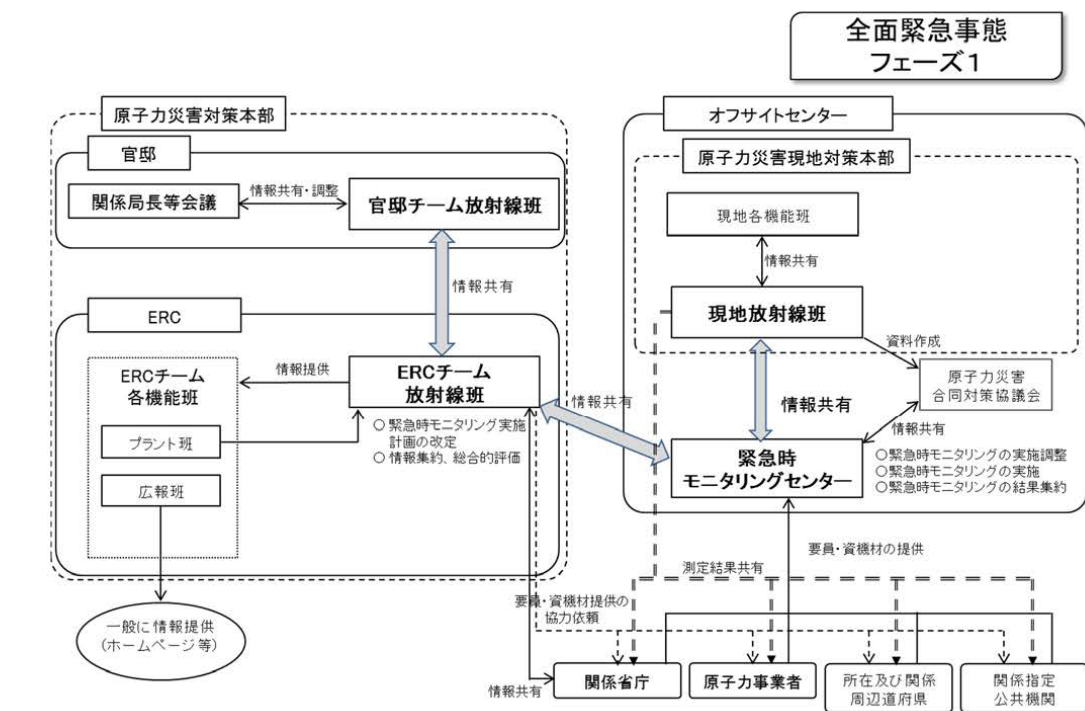 全面緊急事態
フェーズ１
原子力災害対策本部
官邸
関係局長等会議
情報共有・調整
官邸チーム放射線班
情報共有
ERC
ERCチーム
各機能班
情報提供
ERCチーム
放射線班
プラント班
広報班
○緊急時モニタリング実施
計画の改定
○情報集約、総合的評価
一般に情報提供
(ホームページ等)
オフサイトセンター
原子力災害現地対策本部
現地各機能班
情報共有
現地放射線班
資料作成
原子力災害
合同対策協議会
情報共有
情報共有
情報共有
緊急時
モニタリングセンター
○緊急時モニタリングの実施調整
○緊急時モニタリングの実施
○緊急時モニタリングの結果集約
要員・資機材の提供
測定結果共有
要員・資機材提供の
協力依頼
情報共有
関係省庁
原子力事業者
所在及び関係
周辺道府県
関係指定
公共機関